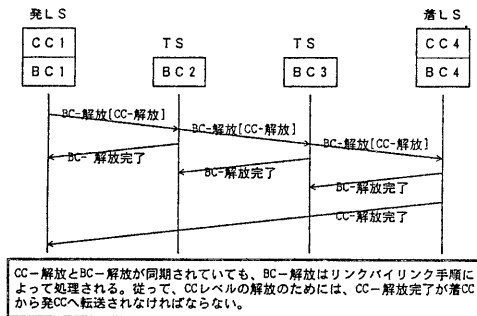 発LS
着LS
CC1
TS
TS
CC4
BC1
BC2
BC3
BC4
BC-解放[CC-解放]
BC-解放[CC-解放]
BC-解放[CC-解放]
BC- 解放完了
BC-解放完了
BC-解放完了
CC-解放完了
CC-解放とBC-解放が同期されていても、BC-解放はリンクバイリンク手順に
よって処理される。従って、CCレベルの解放のためには、CC-解放完了が着CC
から発CCへ転送されなければならない。